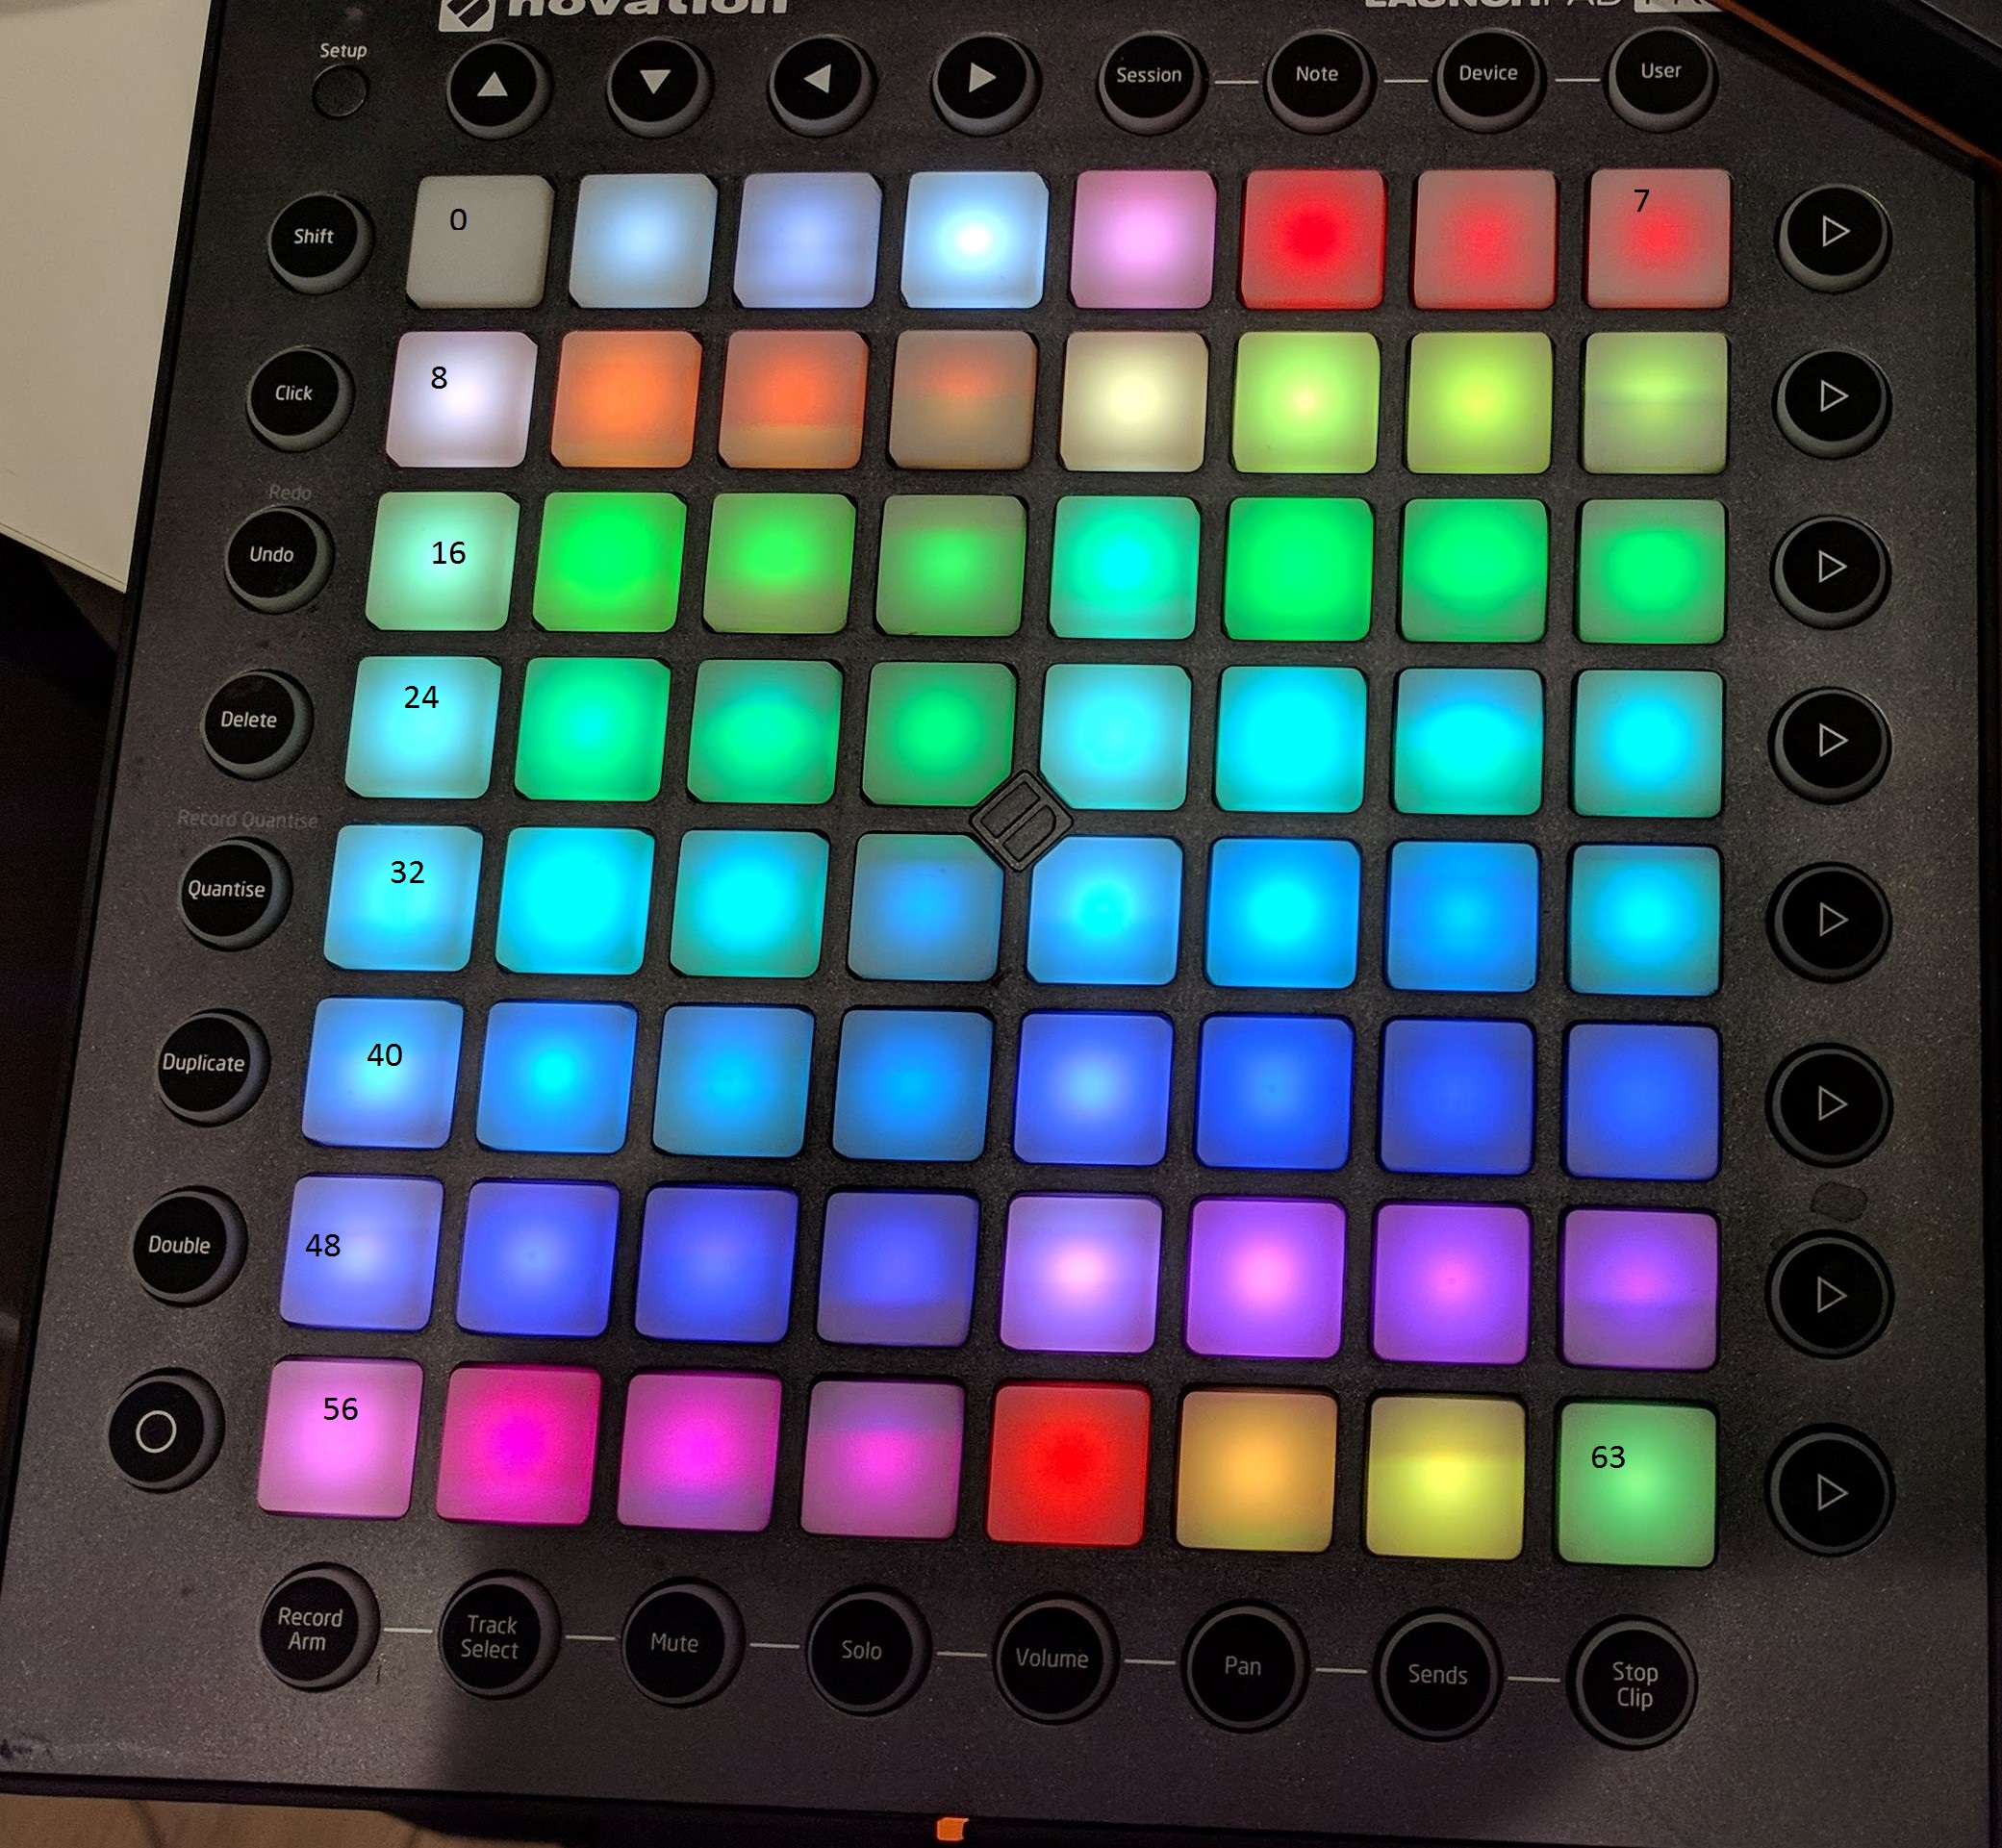 novation
LAUNCHPAD PRO
Setup
Session
Note
Device
User
0
7
Shift
8
Click
Redo
16
Undo
24
Delete
Record Quantise
32
Quantise
40
Duplicate
48
Double
56
63
Record
Arm
Track
Select
Mute
Solo
Volume
Pan
Sends
Stop
Clip